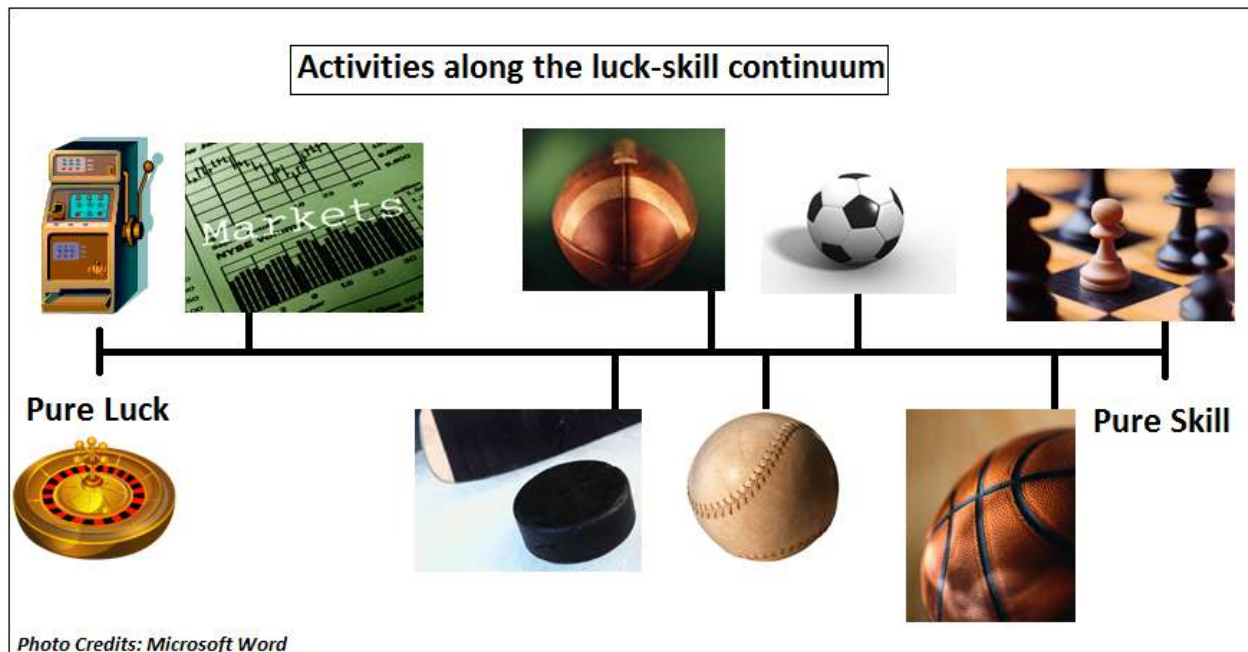 Activities along the luck-skill continuum
Markets
Pure Luck
Pure Skill
Photo Credits: Microsoft Word